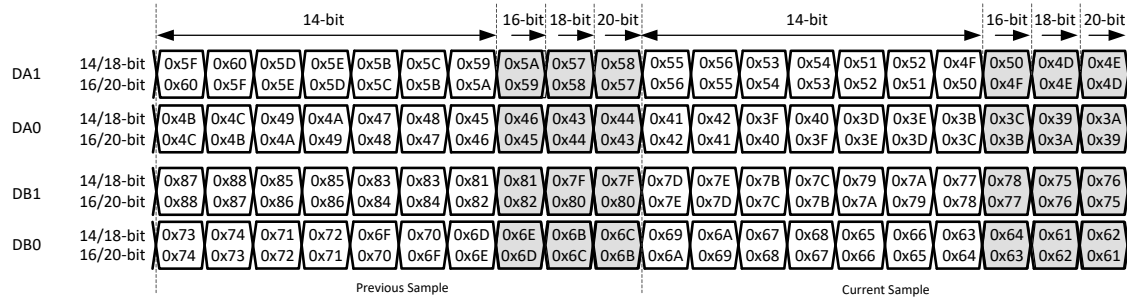 14-bit 16-bit 18-bit 20-bit 14-bit 16-bit 18-bit 20-bit
DA1
14/18-bit 0x5F 0x60 0x5D 0x5E 0x5B 0x5C 0x59 0x5A 0x57 0x58 0x55 0x56 0x53 0x54 0x51 0x52 0x4F 0x50 0x4D 0x4E
16/20-bit 0x60 0x5F 0x5E 0x5D 0x5C 0x5B 0x5A 0x59 0x58 0x57 0x56 0x55 0x54 0x53 0x52 0x51 0x50 0x4F 0x4E 0x4D
DA0
14/18-bit 0x4B 0x4C 0x49 0x4A 0x47 0x48 0x45 0x46 0x43 0x44 0x41 0x42 0x3F 0x40 0x3D 0x3E 0x3B 0x3C 0x39 0x3A
16/20-bit 0x4C 0x4B 0x4A 0x49 0x48 0x47 0x46 0x45 0x44 0x43 0x42 0x41 0x40 0x3F 0x3E 0x3D 0x3C 0x3B 0x3A 0x39
DB1
14/18-bit 0x87 0x88 0x85 0x85 0x83 0x83 0x81 0x81 0x7F 0x7F 0x7D 0x7E 0x7B 0x7C 0x79 0x7A 0x77 0x78 0x75 0x76
16/20-bit 0x88 0x87 0x86 0x86 0x84 0x84 0x82 0x82 0x80 0x80 0x7E 0x7D 0x7C 0x7B 0x7A 0x79 0x78 0x77 0x76 0x75
DB0
14/18-bit 0x73 0x74 0x71 0x72 0x6F 0x70 0x6D 0x6E 0x6B 0x6C 0x69 0x6A 0x67 0x68 0x65 0x66 0x63 0x64 0x61 0x62
16/20-bit 0x74 0x73 0x72 0x71 0x70 0x6F 0x6E 0x6D 0x6C 0x6B 0x6A 0x69 0x68 0x67 0x66 0x65 0x64 0x63 0x62 0x61
Previous Sample Current Sample